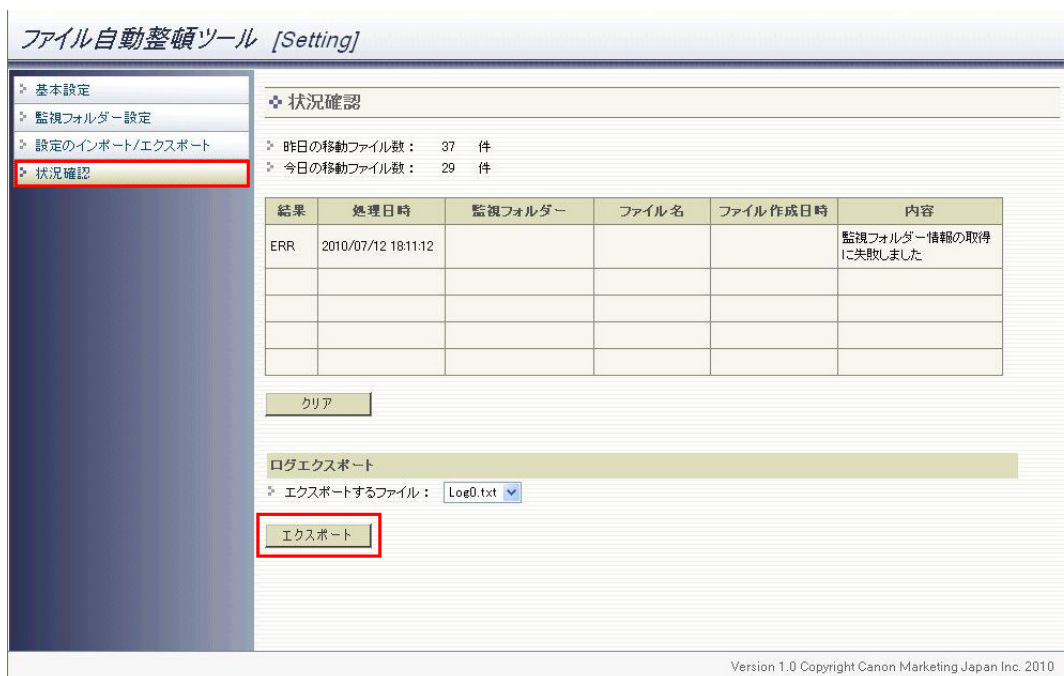 ファイル自動整頓ツール [Setting]
基本設定
監視フォルダー設定
設定のインポート/エクスポート
状況確認
状況確認
昨日の移動ファイル数： 37 件
今日の移動ファイル数： 29 件
結果 処理日時 監視フォルダー ファイル名 ファイル作成日時 内容
ERR 2010/07/12 18:11:12 監視フォルダー情報の取得
に失敗しました
クリア
ログエクスポート
エクスポートするファイル： Log0.txt
エクスポート
Version 1.0 Copyright Canon Marketing Japan Inc. 2010